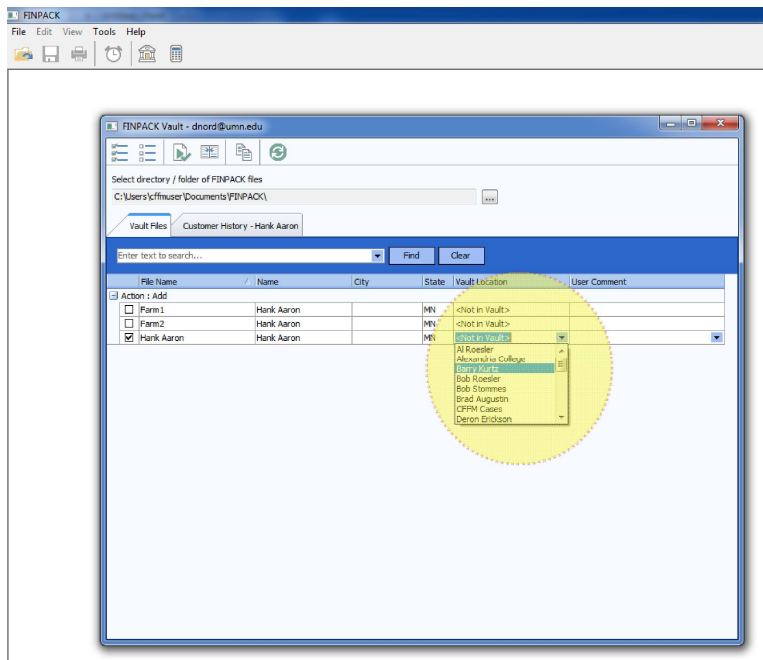 FINPACK
File Edit View Tools Help
FINPACK Vault - dnord@umn.edu
Select directory / folder of FINPACK files
C:\Users\cffmuser\Documents\FINPACK\ ...
Vault Files Customer History - Hank Aaron
Enter text to search... Find Clear
File Name Name City State Vault Location User Comment
Action : Add
Farm1 Hank Aaron MN <Not in Vault>
Farm2 Hank Aaron MN <Not in Vault>
Hank Aaron Hank Aaron MN <Not in Vault>
Al Roesler
Alexandria College
Barry Kurtz
Bob Roesler
Bob Stommes
Brad Augustin
CFFM Cases
Deron Erickson